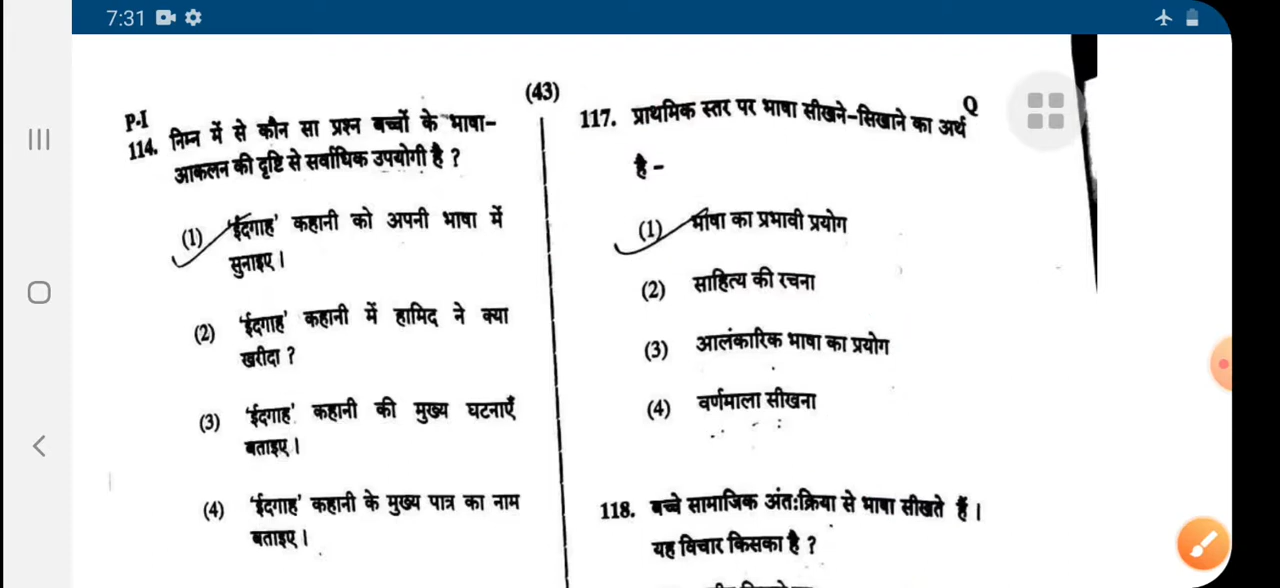 7:31
(43)
P-I
114. निम्न में से कौन सा प्रश्न बच्चों के भाषा-
आकलन की दृष्टि से सर्वाधिक उपयोगी है ?
(1) 'ईदगाह' कहानी को अपनी भाषा में
सुनाइए।
(2) 'ईदगाह' कहानी में हामिद ने क्या
खरीदा ?
(3) 'ईदगाह' कहानी की मुख्य घटनाएँ
बताइए।
(4) 'ईदगाह' कहानी के मुख्य पात्र का नाम
बताइए।
Q
117. प्राथमिक स्तर पर भाषा सीखने-सिखाने का अर्थ
है -
(1) भाषा का प्रभावी प्रयोग
(2) साहित्य की रचना
(3) आलंकारिक भाषा का प्रयोग
(4) वर्णमाला सीखना
118. बच्चे सामाजिक अंतःक्रिया से भाषा सीखते हैं।
यह विचार किसका है ?